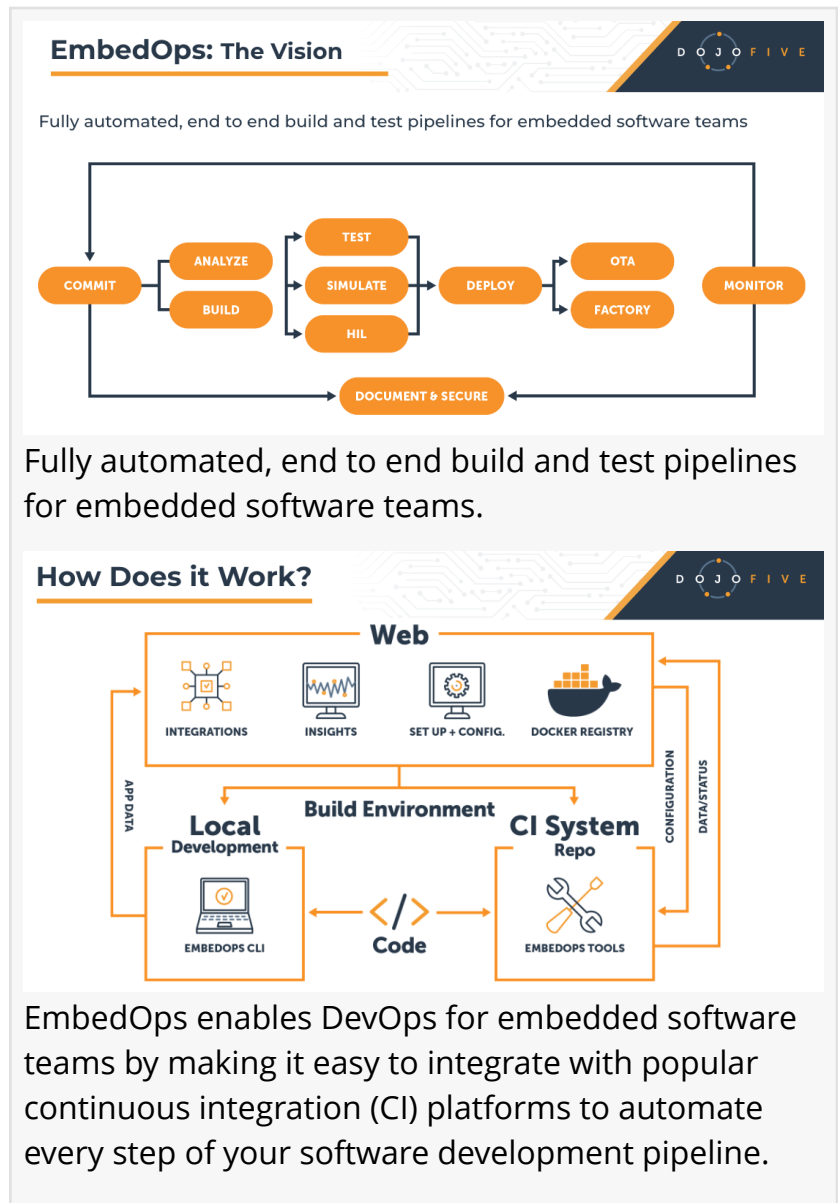 EmbedOps: The Vision
DOJOFIVE
Fully automated, end to end build and test pipelines for embedded software teams
TEST
ANALYZE
OTA
COMMIT
SIMULATE
DEPLOY
MONITOR
BUILD
FACTORY
HIL
DOCUMENT & SECURE
Fully automated, end to end build and test pipelines
for embedded software teams.
How Does it Work?
DOJOFIVE
Web
INTEGRATIONS
INSIGHTS
SET UP + CONFIG.
DOCKER REGISTRY
APP DATA
CONFIGURATION
DATA/STATUS
Build Environment
Local
Development
CI System
Repo
</>
Code
EMBEDOPS CLI
EMBEDOPS TOOLS
EmbedOps enables DevOps for embedded software
teams by making it easy to integrate with popular
continuous integration (CI) platforms to automate
every step of your software development pipeline.